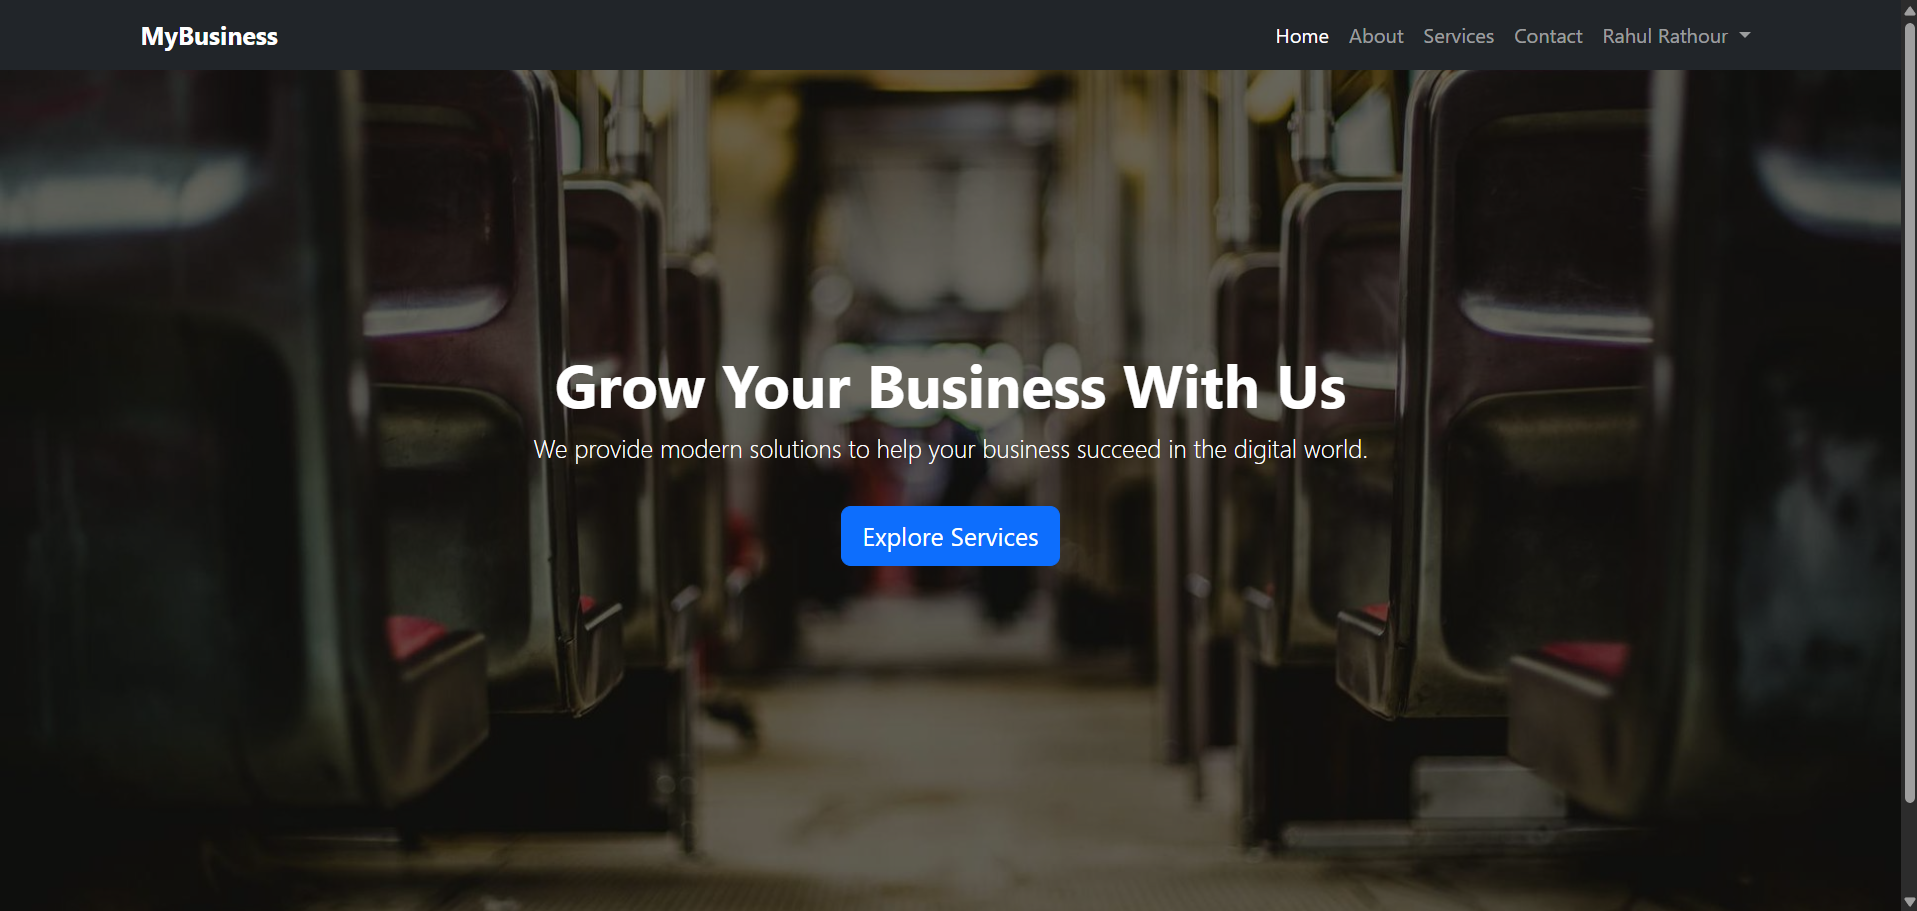 MyBusiness
Home About Services Contact Rahul Rathour
Grow Your Business With Us
We provide modern solutions to help your business succeed in the digital world.
Explore Services